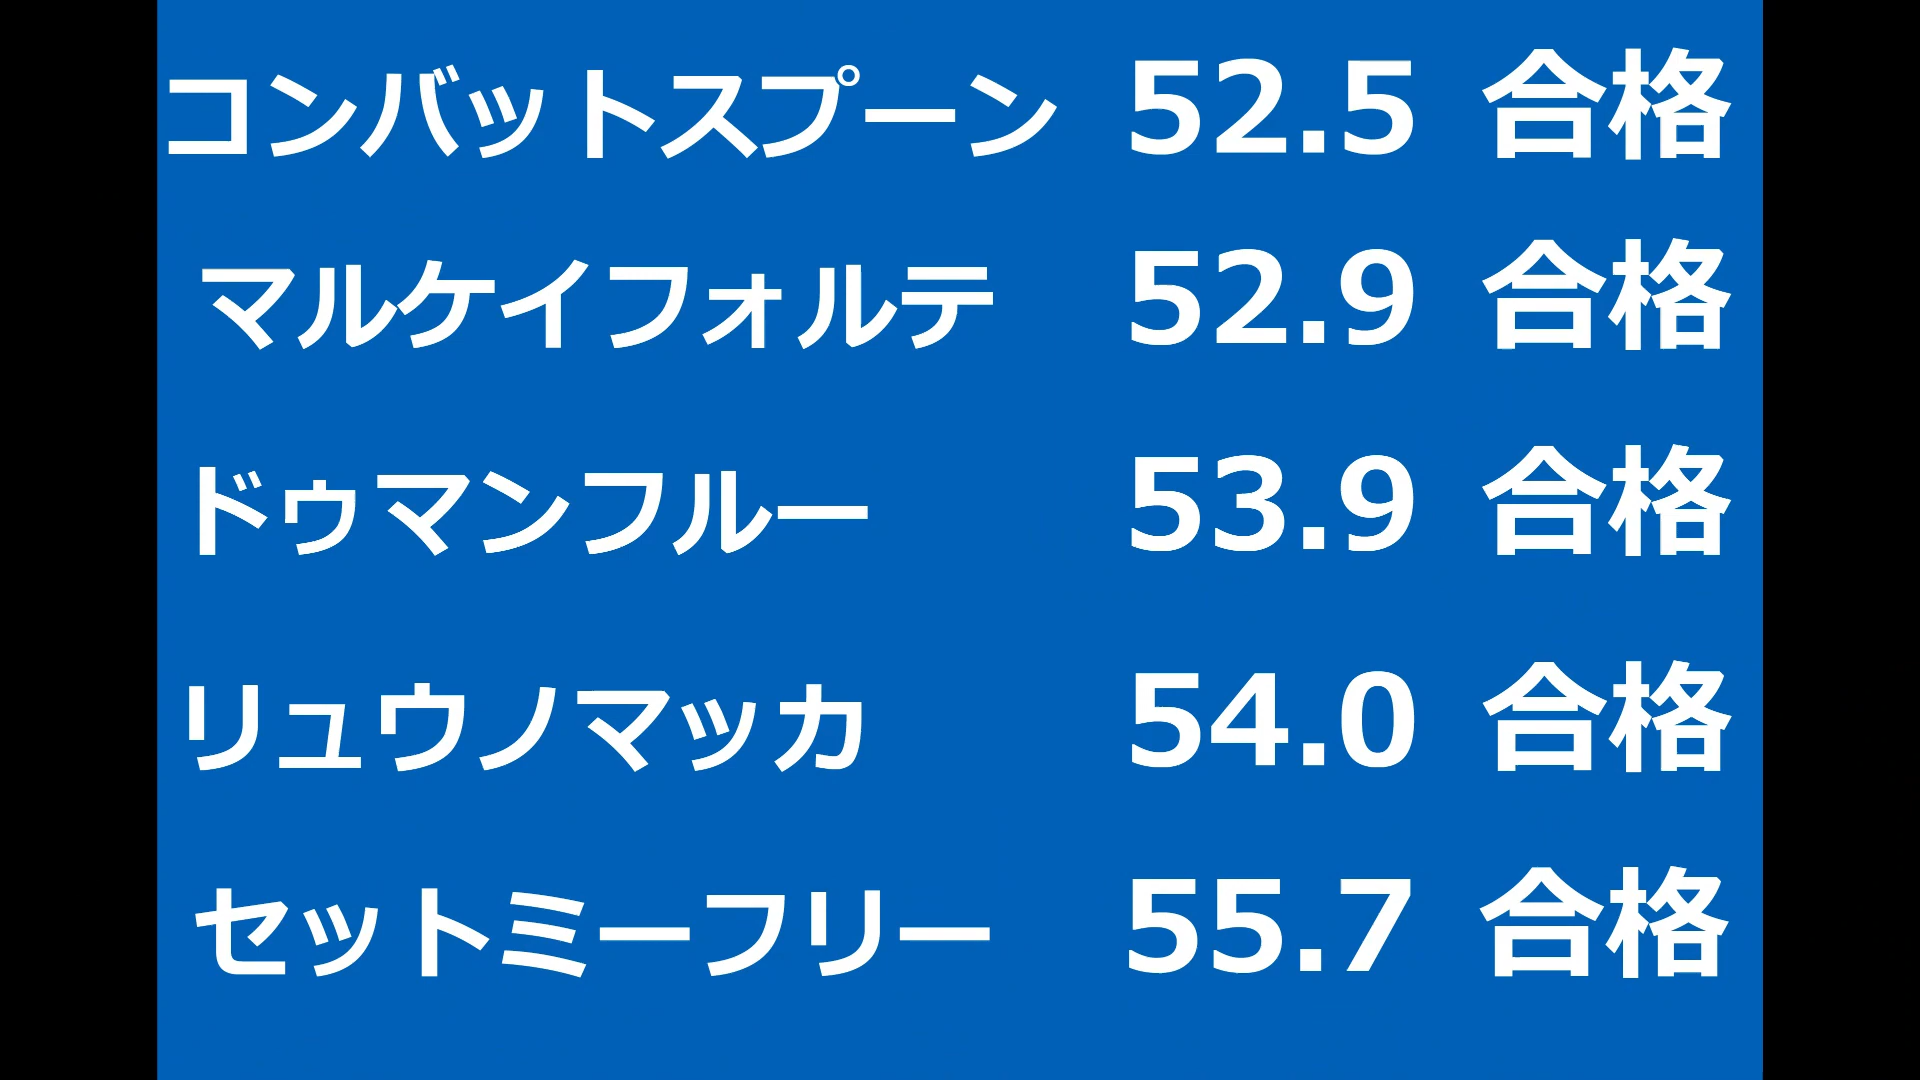 コンバットスプーン 52.5 合格
マルケイフォルテ 52.9 合格
ドゥマンフルー 53.9 合格
リュウノマッカ 54.0 合格
セットミーフリー 55.7 合格